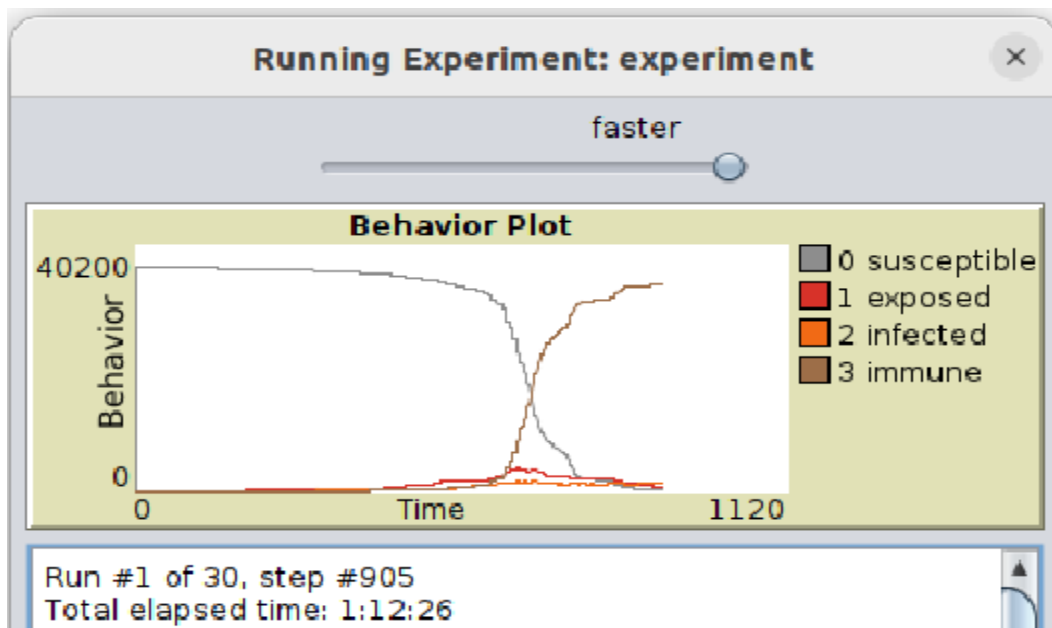 Running Experiment: experiment
×
faster
Behavior Plot
40200
Behavior
0
0
Time
1120
0 susceptible
1 exposed
2 infected
3 immune
Run #1 of 30, step #905
Total elapsed time: 1:12:26